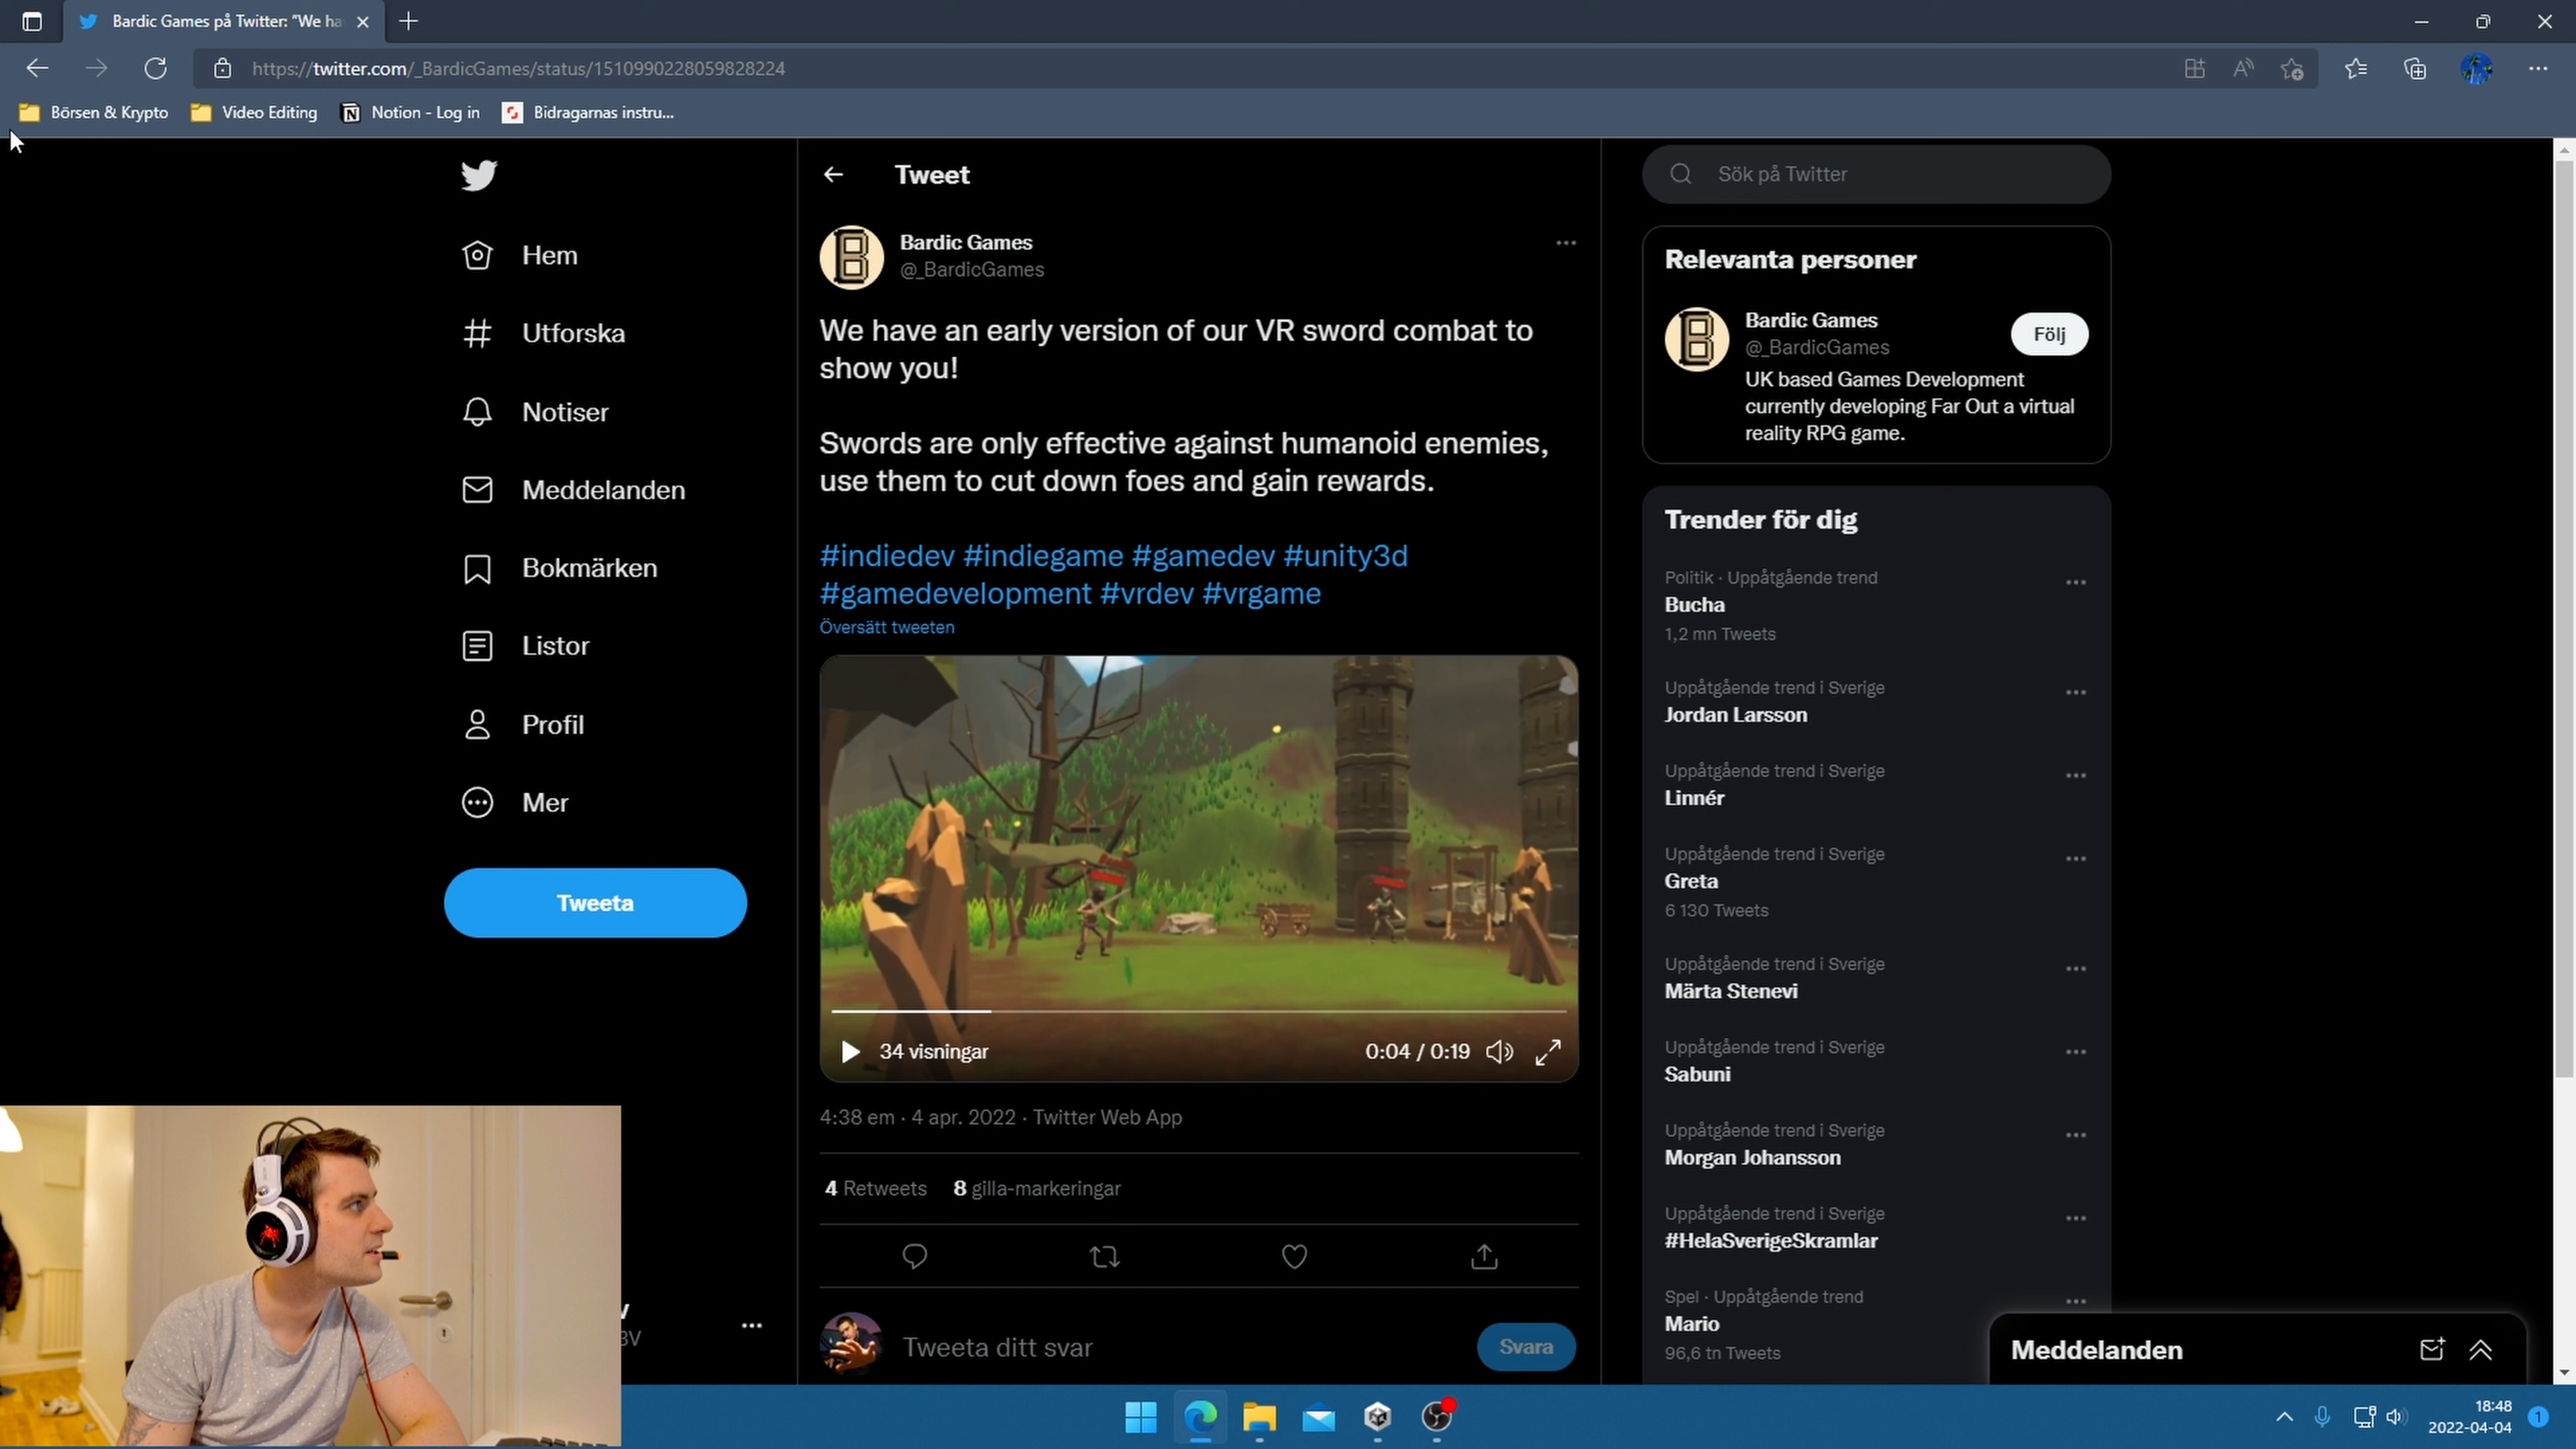 Bardic Games på Twitter: "We ha
https://twitter.com/_BardicGames/status/1510990228059828224
Börsen & Krypto
Video Editing
Notion - Log in
Bidragarnas instru...
Hem
Utforska
Notiser
Meddelanden
Bokmärken
Listor
Profil
Mer
Tweeta
V
3V
Tweet
Bardic Games
@_BardicGames
We have an early version of our VR sword combat to
show you!
Swords are only effective against humanoid enemies,
use them to cut down foes and gain rewards.
#indiedev #indiegame #gamedev #unity3d
#gamedevelopment #vrdev #vrgame
Översätt tweeten
34 visningar
0:04 / 0:19
4:38 em · 4 apr. 2022 · Twitter Web App
4 Retweets 8 gilla-markeringar
Tweeta ditt svar
Svara
Sök på Twitter
Relevanta personer
Bardic Games
@_BardicGames
Följ
UK based Games Development
currently developing Far Out a virtual
reality RPG game.
Trender för dig
Politik · Uppåtgående trend
Bucha
1,2 mn Tweets
Uppåtgående trend i Sverige
Jordan Larsson
Uppåtgående trend i Sverige
Linnér
Uppåtgående trend i Sverige
Greta
6 130 Tweets
Uppåtgående trend i Sverige
Märta Stenevi
Uppåtgående trend i Sverige
Sabuni
Uppåtgående trend i Sverige
Morgan Johansson
Uppåtgående trend i Sverige
#HelaSverigeSkramlar
Spel · Uppåtgående trend
Mario
96,6 tn Tweets
Meddelanden
18:48
2022-04-04
1